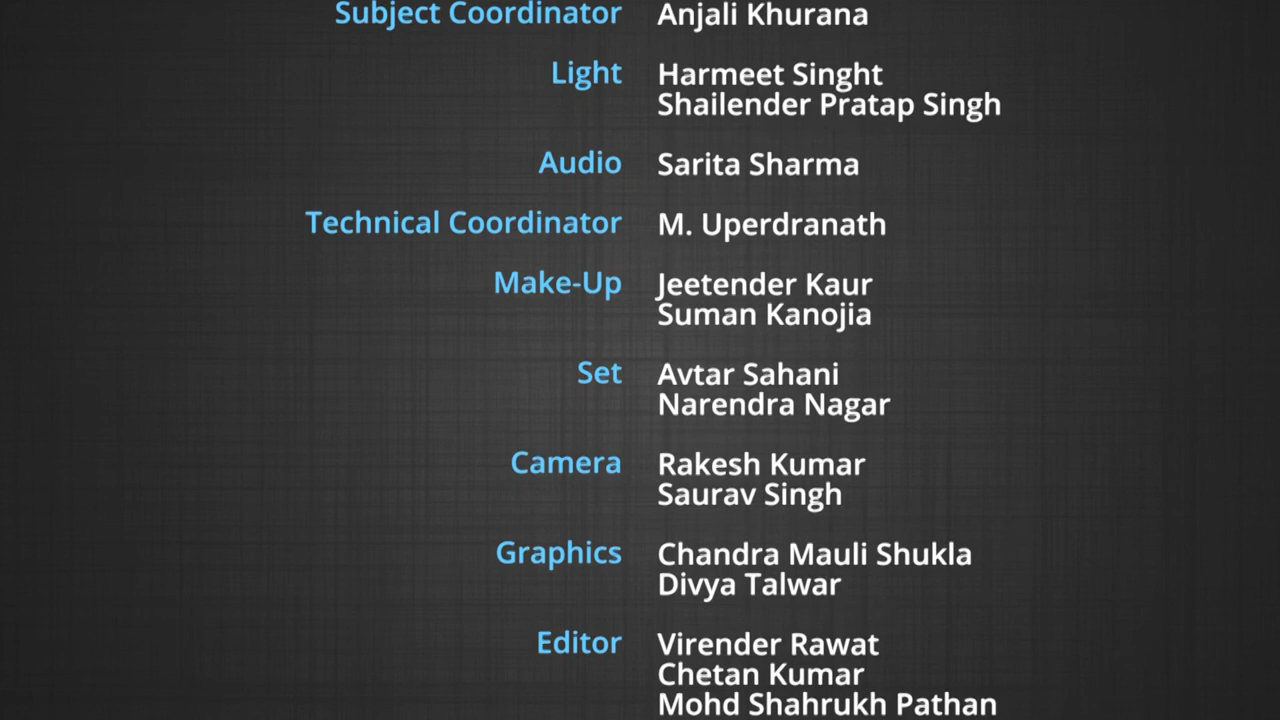 Subject Coordinator Anjali Khurana
Light Harmeet Singht
Shailender Pratap Singh
Audio Sarita Sharma
Technical Coordinator M. Uperdranath
Make-Up Jeetender Kaur
Suman Kanojia
Set Avtar Sahani
Narendra Nagar
Camera Rakesh Kumar
Saurav Singh
Graphics Chandra Mauli Shukla
Divya Talwar
Editor Virender Rawat
Chetan Kumar
Mohd Shahrukh Pathan